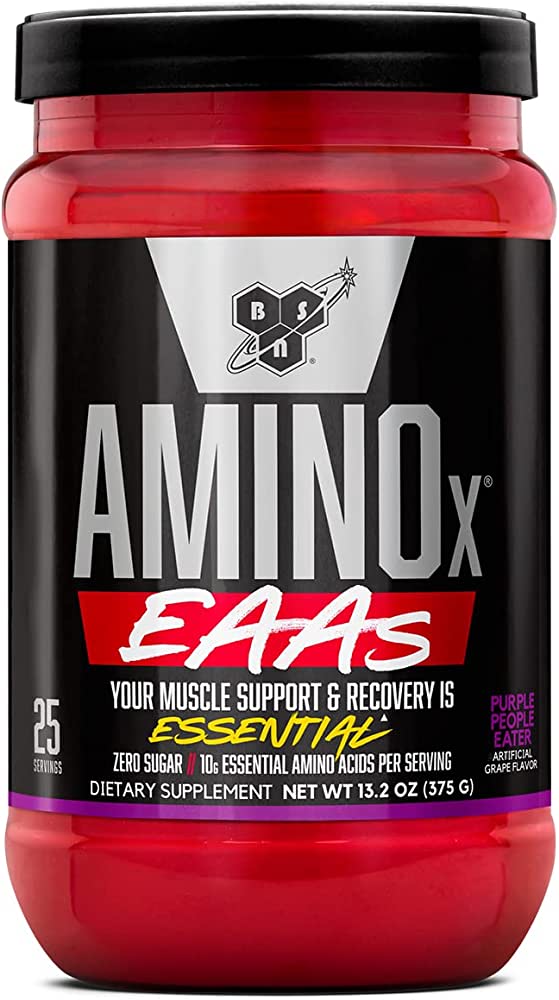 B S
n ®
AMINOx®
EAAs
YOUR MUSCLE SUPPORT & RECOVERY IS
ESSENTIAL▲
ZERO SUGAR // 10G ESSENTIAL AMINO ACIDS PER SERVING
DIETARY SUPPLEMENT NET WT 13.2 OZ (375 G)
25
SERVINGS
PURPLE
PEOPLE
EATER
ARTIFICIAL
GRAPE FLAVOR